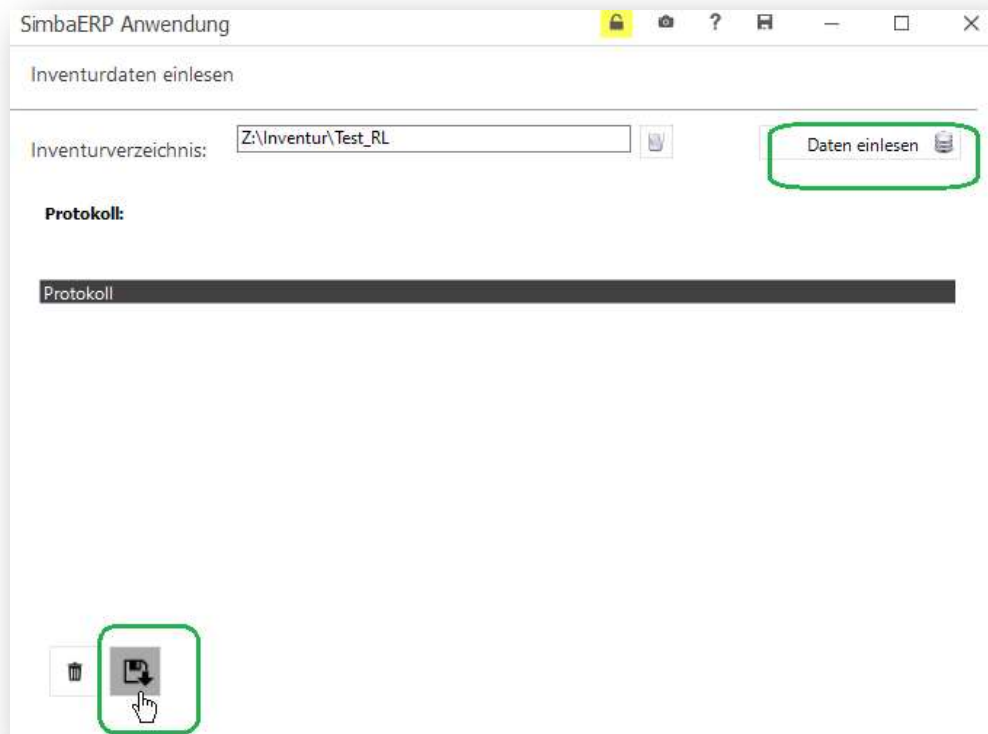 SimbaERP Anwendung
?
Inventurdaten einlesen
Inventurverzeichnis: Z:\Inventur\Test_RL Daten einlesen
Protokoll:
Protokoll